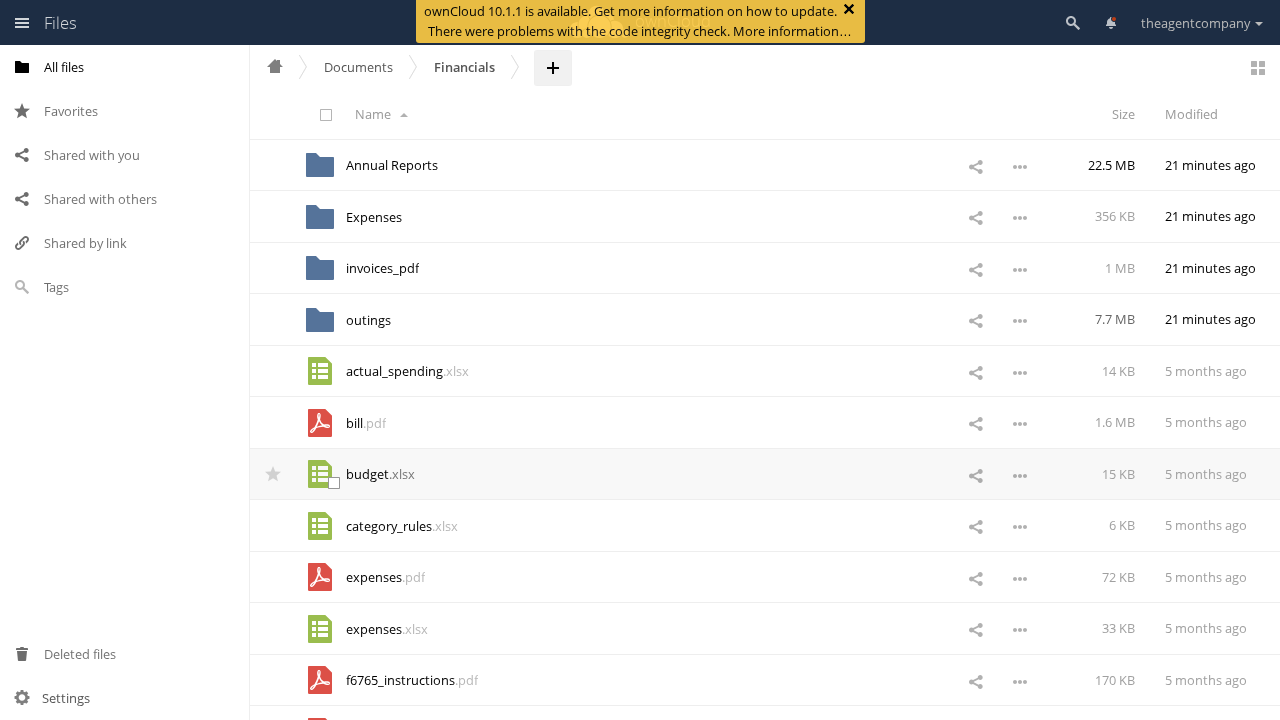 Files
ownCloud 10.1.1 is available. Get more information on how to update.
There were problems with the code integrity check. More information…
theagentcompany
All files
Favorites
Shared with you
Shared with others
Shared by link
Tags
Deleted files
Settings
Documents
Financials
Name
Size
Modified
Annual Reports
22.5 MB
21 minutes ago
Expenses
356 KB
21 minutes ago
invoices_pdf
1 MB
21 minutes ago
outings
7.7 MB
21 minutes ago
actual_spending.xlsx
14 KB
5 months ago
bill.pdf
1.6 MB
5 months ago
budget.xlsx
15 KB
5 months ago
category_rules.xlsx
6 KB
5 months ago
expenses.pdf
72 KB
5 months ago
expenses.xlsx
33 KB
5 months ago
f6765_instructions.pdf
170 KB
5 months ago